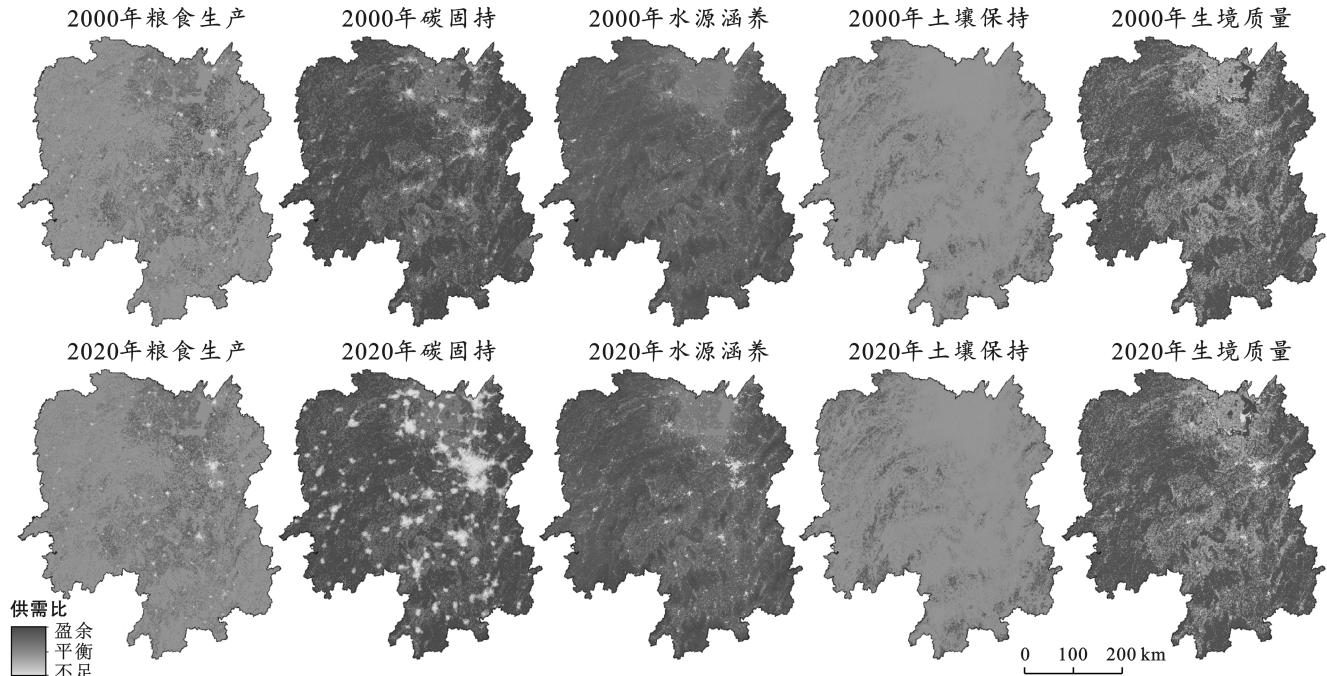 2000年粮食生产
2000年碳固持
2000年水源涵养
2000年土壤保持
2000年生境质量
2020年粮食生产
2020年碳固持
2020年水源涵养
2020年土壤保持
2020年生境质量
供需比
盈余
平衡
不足
0 100 200 km